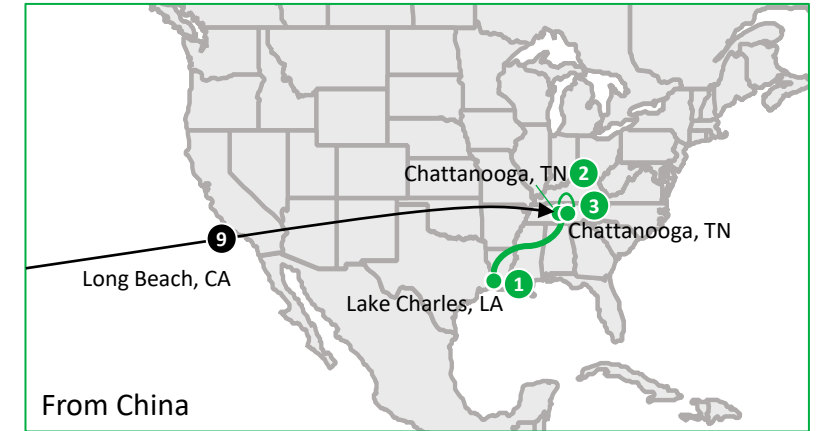 Chattanooga, TN 2
3
Chattanooga, TN
9
Long Beach, CA
1
Lake Charles, LA
From China